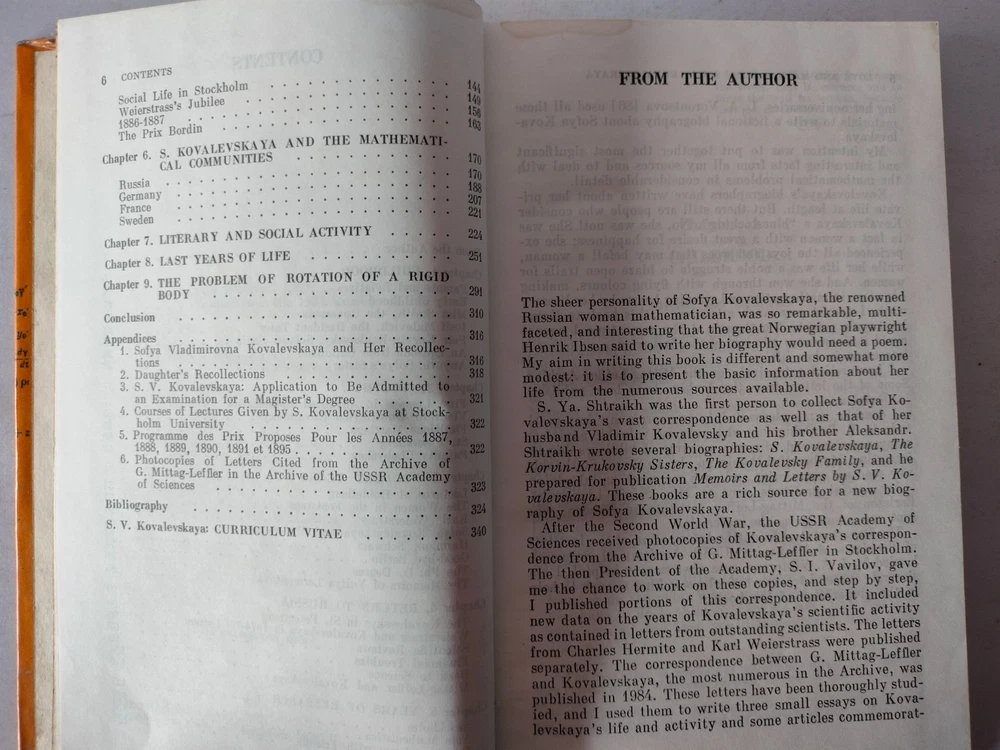 6 CONTENTS
Social Life in Stockholm . . . . . . . . . . . . . . . 144
Weierstrass's Jubilee . . . . . . . . . . . . . . . 149
1886-1887 . . . . . . . . . . . . . . . 156
The Prix Bordin . . . . . . . . . . . . . . . 163
Chapter 6. S. KOVALEVSKAYA AND THE MATHEMATI-
CAL COMMUNITIES . . . . . . . . . . . . 170
Russia . . . . . . . . . . . . . . . 170
Germany . . . . . . . . . . . . . . . 188
France . . . . . . . . . . . . . . . 207
Sweden . . . . . . . . . . . . . . . 221
Chapter 7. LITERARY AND SOCIAL ACTIVITY . . . . . . 224
Chapter 8. LAST YEARS OF LIFE . . . . . . . . . . 251
Chapter 9. THE PROBLEM OF ROTATION OF A RIGID
BODY . . . . . . . . . . . . . . . 291
Conclusion . . . . . . . . . . . . . . . 310
Appendices . . . . . . . . . . . . . . . 316
1. Sofya Vladimirovna Kovalevskaya and Her Recollec-
tions . . . . . . . . . . . . . . . 316
2. Daughter's Recollections . . . . . . . . . . . . 318
3. S. V. Kovalevskaya: Application to Be Admitted to
an Examination for a Magister's Degree . . . . . . 321
4. Courses of Lectures Given by S. Kovalevskaya at Stock-
holm University . . . . . . . . . . . . . . . 322
5. Programme des Prix Proposes Pour les Années 1887,
1888, 1889, 1890, 1891 et 1895 . . . . . . . . . . . 322
6. Photocopies of Letters Cited from the Archive of
G. Mittag-Leffler in the Archive of the USSR Academy
of Sciences . . . . . . . . . . . . . . . 323
Bibliography . . . . . . . . . . . . . . . 324
S. V. Kovalevskaya: CURRICULUM VITAE . . . . . . 340
FROM THE AUTHOR
The sheer personality of Sofya Kovalevskaya, the renowned
Russian woman mathematician, was so remarkable, multi-
faceted, and interesting that the great Norwegian playwright
Henrik Ibsen said to write her biography would need a poem.
My aim in writing this book is different and somewhat more
modest: it is to present the basic information about her
life from the numerous sources available.
S. Ya. Shtraikh was the first person to collect Sofya Ko-
valevskaya's vast correspondence as well as that of her
husband Vladimir Kovalevsky and his brother Aleksandr.
Shtraikh wrote several biographies: S. Kovalevskaya, The
Korvin-Krukovsky Sisters, The Kovalevsky Family, and he
prepared for publication Memoirs and Letters by S. V. Ko-
valevskaya. These books are a rich source for a new biog-
raphy of Sofya Kovalevskaya.
After the Second World War, the USSR Academy of
Sciences received photocopies of Kovalevskaya's correspon-
dence from the Archive of G. Mittag-Leffler in Stockholm.
The then President of the Academy, S. I. Vavilov, gave
me the chance to work on these copies, and step by step,
I published portions of this correspondence. It included
new data on the years of Kovalevskaya's scientific activity
as contained in letters from outstanding scientists. The letters
from Charles Hermite and Karl Weierstrass were published
separately. The correspondence between G. Mittag-Leffler
and Kovalevskaya, the most numerous in the Archive, was
published in 1984. These letters have been thoroughly stud-
ied, and I used them to write three small essays on Kova-
levskaya's life and activity and some articles commemorat-